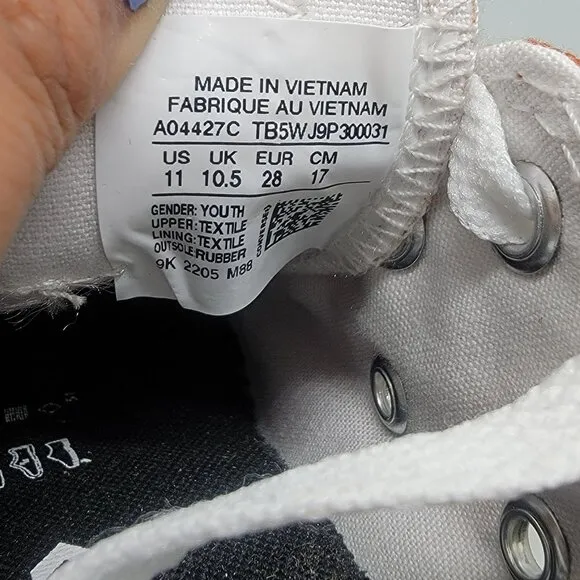 MADE IN VIETNAM
FABRIQUE AU VIETNAM
A04427C TB5WJ9P300031
US UK EUR CM
11 10.5 28 17
GENDER: YOUTH
UPPER: TEXTILE
LINING: TEXTILE
OUTSOLE: RUBBER
9K 2205 M88
CONVERSE©